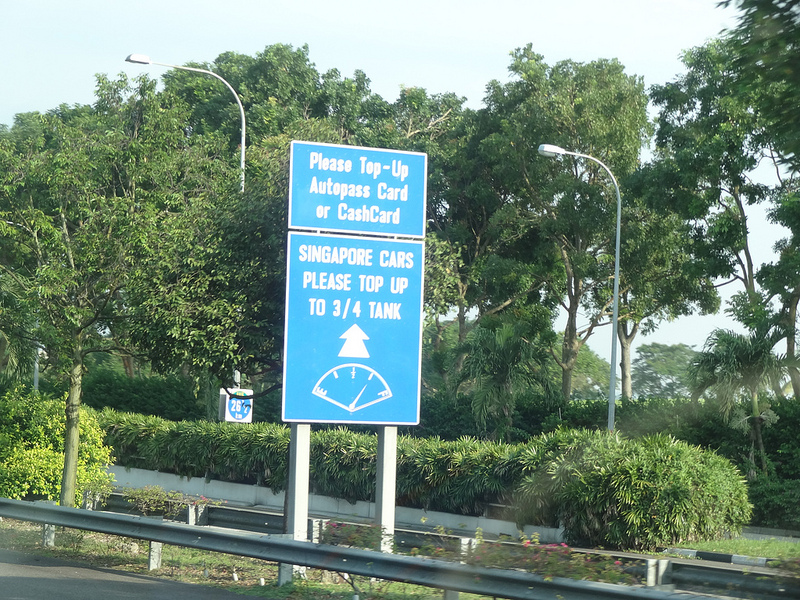 Please Top-Up
Autopass Card
or CashCard
SINGAPORE CARS
PLEASE TOP UP
TO 3/4 TANK
E
F